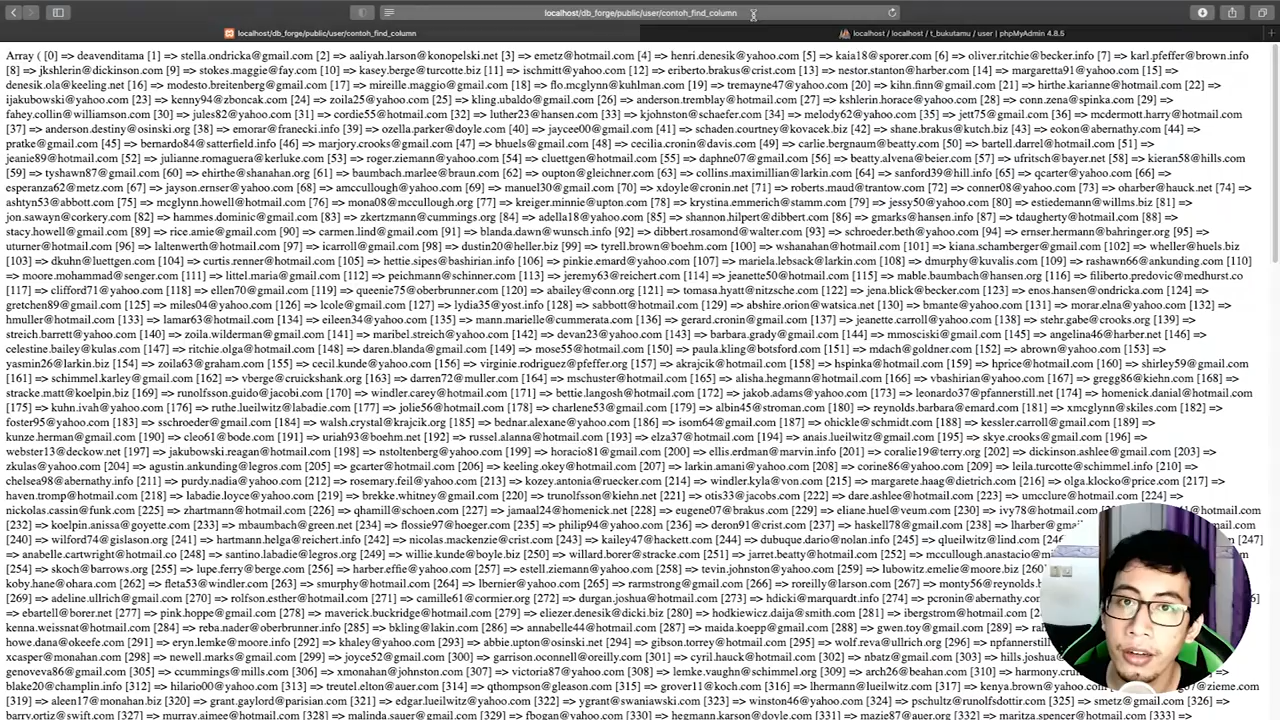 localhost/db_forge/public/user/contoh_find_column
localhost/db_forge/public/user/contoh_find_column
localhost / localhost / t_bukutamu / user | phpMyAdmin 4.8.5
Array ( [0] => deavenditama [1] => stella.ondricka@gmail.com [2] => aaliyah.larson@konopelski.net [3] => emetz@hotmail.com [4] => henri.denesik@yahoo.com [5] => kaia18@sporer.com [6] => oliver.ritchie@becker.info [7] => karl.pfeffer@brown.info
[8] => jkshlerin@dickinson.com [9] => stokes.maggie@fay.com [10] => kasey.berge@turcotte.biz [11] => ischmitt@yahoo.com [12] => eriberto.brakus@crist.com [13] => nestor.stanton@harber.com [14] => margaretta91@yahoo.com [15] =>
denesik.ola@keeling.net [16] => modesto.breitenberg@gmail.com [17] => mireille.maggio@gmail.com [18] => flo.mcglynn@kuhlman.com [19] => tremayne47@yahoo.com [20] => kihn.finn@gmail.com [21] => hirthe.karianne@hotmail.com [22] =>
ijakubowski@yahoo.com [23] => kenny94@zboncak.com [24] => zoila25@yahoo.com [25] => kling.ubaldo@gmail.com [26] => anderson.tremblay@hotmail.com [27] => kshlerin.horace@yahoo.com [28] => conn.zena@spinka.com [29] =>
fahey.collin@williamson.com [30] => jules82@yahoo.com [31] => cordie55@hotmail.com [32] => luther23@hansen.com [33] => kjohnston@schaefer.com [34] => melody62@yahoo.com [35] => jett75@gmail.com [36] => mcdermott.harry@hotmail.com
[37] => anderson.destiny@osinski.org [38] => emorar@franecki.info [39] => ozella.parker@doyle.com [40] => jaycee00@gmail.com [41] => schaden.courtney@kovacek.biz [42] => shane.brakus@kutch.biz [43] => eokon@abernathy.com [44] =>
pratke@gmail.com [45] => bernardo84@satterfield.info [46] => marjory.crooks@gmail.com [47] => bhuels@gmail.com [48] => cecilia.cronin@davis.com [49] => carlie.bergnaum@beatty.com [50] => bartell.darrel@hotmail.com [51] =>
jeanie89@hotmail.com [52] => julianne.romaguera@kerluke.com [53] => roger.ziemann@yahoo.com [54] => cluettgen@hotmail.com [55] => daphne07@gmail.com [56] => beatty.alvena@beier.com [57] => ufritsch@bayer.net [58] => kieran58@hills.com
[59] => tyshawn87@gmail.com [60] => ehirthe@shanahan.org [61] => baumbach.marlee@braun.com [62] => oupton@gleichner.com [63] => collins.maximillian@larkin.com [64] => sanford39@hill.info [65] => qcarter@yahoo.com [66] =>
esperanza62@metz.com [67] => jayson.ernser@yahoo.com [68] => amccullough@yahoo.com [69] => manuel30@gmail.com [70] => xdoyle@cronin.net [71] => roberts.maud@trantow.com [72] => conner08@yahoo.com [73] => oharber@hauck.net [74] =>
ashtyn53@abbott.com [75] => mcglynn.howell@hotmail.com [76] => mona08@mccullough.org [77] => kreiger.minnie@upton.com [78] => krystina.emmerich@stamm.com [79] => jessy50@yahoo.com [80] => estiedemann@willms.biz [81] =>
jon.sawayn@corkery.com [82] => hammes.dominic@gmail.com [83] => zkertzmann@cummings.org [84] => adella18@yahoo.com [85] => shannon.hilpert@dibbert.com [86] => gmarks@hansen.info [87] => tdaugherty@hotmail.com [88] =>
stacy.howell@gmail.com [89] => rice.amie@gmail.com [90] => carmen.lind@gmail.com [91] => blanda.dawn@wunsch.info [92] => dibbert.rosamond@walter.com [93] => schroeder.beth@yahoo.com [94] => ernser.hermann@bahringer.org [95] =>
uturner@hotmail.com [96] => laltenwerth@hotmail.com [97] => icarroll@gmail.com [98] => dustin20@heller.biz [99] => tyrell.brown@boehm.com [100] => wshanahan@hotmail.com [101] => kiana.schamberger@gmail.com [102] => wheller@huels.biz
[103] => dkuhn@luettgen.com [104] => curtis.renner@hotmail.com [105] => hettie.sipes@bashirian.info [106] => pinkie.emard@yahoo.com [107] => mariela.lebsack@larkin.com [108] => dmurphy@kuvalis.com [109] => rashawn66@ankunding.com [110]
=> moore.mohammad@senger.com [111] => littel.maria@gmail.com [112] => peichmann@schinner.com [113] => jeremy63@reichert.com [114] => jeanette50@hotmail.com [115] => mable.baumbach@hansen.org [116] => filiberto.predovic@medhurst.co
[117] => clifford71@yahoo.com [118] => ellen70@gmail.com [119] => queenie75@oberbrunner.com [120] => abailey@conn.org [121] => tomasa.hyatt@nitzsche.com [122] => jena.blick@becker.com [123] => enos.hansen@ondricka.com [124] =>
gretchen89@gmail.com [125] => miles04@yahoo.com [126] => lcole@gmail.com [127] => lydia35@yost.info [128] => sabbott@hotmail.com [129] => abshire.orion@watsica.net [130] => bmante@yahoo.com [131] => morar.elna@yahoo.com [132] =>
hmuller@hotmail.com [133] => lamar63@hotmail.com [134] => eileen34@yahoo.com [135] => mann.marielle@cummerata.com [136] => gerard.cronin@gmail.com [137] => jeanette.carroll@yahoo.com [138] => stehr.gabe@crooks.org [139] =>
streich.barrett@yahoo.com [140] => zoila.wilderman@gmail.com [141] => maribel.streich@yahoo.com [142] => devan23@yahoo.com [143] => barbara.grady@gmail.com [144] => mmosciski@gmail.com [145] => angelina46@harber.net [146] =>
celestine.bailey@kulas.com [147] => ritchie.olga@hotmail.com [148] => daren.blanda@gmail.com [149] => mose55@hotmail.com [150] => paula.kling@botsford.com [151] => mdach@goldner.com [152] => abrown@yahoo.com [153] =>
yasmin26@larkin.biz [154] => zoila63@graham.com [155] => cecil.kunde@yahoo.com [156] => virginie.rodriguez@pfeffer.org [157] => akrajcik@hotmail.com [158] => hspinka@hotmail.com [159] => hprice@hotmail.com [160] => shirley59@gmail.com
[161] => schimmel.karley@gmail.com [162] => vberge@cruickshank.org [163] => darren72@muller.com [164] => mschuster@hotmail.com [165] => alisha.hegmann@hotmail.com [166] => vbashirian@yahoo.com [167] => gregg86@kiehn.com [168] =>
stracke.matt@koelpin.biz [169] => runolfsson.guido@jacobi.com [170] => windler.carey@hotmail.com [171] => bettie.langosh@hotmail.com [172] => jakob.adams@yahoo.com [173] => leonardo37@pfannerstill.net [174] => homenick.danial@hotmail.com
[175] => kuhn.ivah@yahoo.com [176] => ruthe.lueilwitz@labadie.com [177] => jolie56@hotmail.com [178] => charlene53@gmail.com [179] => albin45@stroman.com [180] => reynolds.barbara@emard.com [181] => xmcglynn@skiles.com [182] =>
foster95@yahoo.com [183] => sschroeder@gmail.com [184] => walsh.crystal@krajcik.org [185] => bednar.alexane@yahoo.com [186] => isom64@gmail.com [187] => ohickle@schmidt.com [188] => kessler.carroll@gmail.com [189] =>
kunze.herman@gmail.com [190] => cleo61@bode.com [191] => uriah93@boehm.net [192] => russel.alanna@hotmail.com [193] => elza37@hotmail.com [194] => anais.lueilwitz@gmail.com [195] => skye.crooks@gmail.com [196] =>
webster13@deckow.net [197] => jakubowski.reagan@hotmail.com [198] => nstoltenberg@yahoo.com [199] => horacio81@gmail.com [200] => ellis.erdman@marvin.info [201] => coralie19@terry.org [202] => dickinson.ashlee@gmail.com [203] =>
zkulas@yahoo.com [204] => agustin.ankunding@legros.com [205] => gcarter@hotmail.com [206] => keeling.okey@hotmail.com [207] => larkin.amani@yahoo.com [208] => corine86@yahoo.com [209] => leila.turcotte@schimmel.info [210] =>
chelsea98@abernathy.info [211] => purdy.nadia@yahoo.com [212] => rosemary.feil@yahoo.com [213] => kozey.antonia@ruecker.com [214] => windler.kyla@von.com [215] => margarete.haag@dietrich.com [216] => olga.klocko@price.com [217] =>
haven.tromp@hotmail.com [218] => labadie.loyce@yahoo.com [219] => brekke.whitney@gmail.com [220] => trunolfsson@kiehn.net [221] => otis33@jacobs.com [222] => dare.ashlee@hotmail.com [223] => umcclure@hotmail.com [224] =>
nickolas.cassin@funk.com [225] => zhartmann@hotmail.com [226] => qhamill@schoen.com [227] => jamaal24@homenick.net [228] => eugene07@brakus.com [229] => eliane.huel@veum.com [230] => ivy78@hotmail.com
[232] => koelpin.anissa@goyette.com [233] => mbaumbach@green.net [234] => flossie97@hoeger.com [235] => philip94@yahoo.com [236] => deron91@crist.com [237] => haskell78@gmail.com [238] =>
[240] => wilford74@gislason.org [241] => hartmann.helga@reichert.info [242] => nicolas.mackenzie@crist.com [243] => kailey47@hackett.com [244] => dubuque.dario@nolan.info [245] => queilwitz@lind.com [247]
=> anabelle.cartwright@hotmail.co [248] => santino.labadie@legros.org [249] => willie.kunde@boyle.biz [250] => willard.borer@stracke.com [251] => jarret.beatty@hotmail.com [252] =>
[254] => skoch@barrows.org [255] => lupe.ferry@berge.com [256] => harber.effie@yahoo.com [257] => estell.ziemann@yahoo.com [258] => tevin.johnston@yahoo.com [259] => lubowitz.emelie@moore.biz [260]
koby.hane@ohara.com [262] => fleta53@windler.com [263] => smurphy@hotmail.com [264] => lbernier@yahoo.com [265] => rarmstrong@gmail.com [266] => roreilly@larson.com [267] =>
[269] => adeline.ullrich@gmail.com [270] => rolfson.esther@hotmail.com [271] => camille61@cormier.org [272] => durgan.joshua@hotmail.com [273] => hdicki@marquardt.info [274] =>
=> ebartell@borer.net [277] => pink.hoppe@gmail.com [278] => maverick.buckridge@hotmail.com [279] => eliezer.denesik@dicki.biz [280] => hodkiewicz.daija@smith.com [281] => ibergstrom@hotmail.com
kenna.weissnat@hotmail.com [284] => reba.nader@oberbrunner.info [285] => bkling@lakin.com [286] => annabelle44@hotmail.com [287] => maida.koepp@gmail.com [288] => gwen.toy@gmail.com [289] =>
howe.dana@okeefe.com [291] => eryn.lemke@moore.info [292] => khaley@yahoo.com [293] => abbie.upton@osinski.net [294] => gibson.torrey@hotmail.com [295] => wolf.reva@ullrich.org [296] =>
xcasper@monahan.com [298] => newell.marks@gmail.com [299] => joyce52@gmail.com [300] => garrison.oconnell@oreilly.com [301] => cyril.hauck@hotmail.com [302] => nbatz@gmail.com [303] =>
genoveva86@gmail.com [305] => ccummings@mills.com [306] => xmonahan@johnston.com [307] => victoria87@yahoo.com [308] => lemke.vaughn@schimmel.org [309] => arch26@beahan.com [310] =>
blake20@champlin.info [312] => hilario00@yahoo.com [313] => treutel.elton@auer.com [314] => qthompson@gleason.com [315] => grover11@koch.com [316] => lhermann@lueilwitz.com [317] => kenya.brown@yahoo.com
[319] => aleen17@monahan.biz [320] => grant.gaylord@parisian.com [321] => edgar.lueilwitz@yahoo.com [322] => ygrant@swaniawski.com [323] => winston46@yahoo.com [324] => pschultz@runolfsdottir.com [325] => smetz@gmail.com [326] =>
barry.ortiz@swift.com [327] => murray.aimee@hotmail.com [328] => malinda.sauer@gmail.com [329] => fbogan@yahoo.com [330] => hegmann.karson@doyle.com [331] => mazie87@auer.org [332] => maritza.spencer@hotmail.com [333] =>